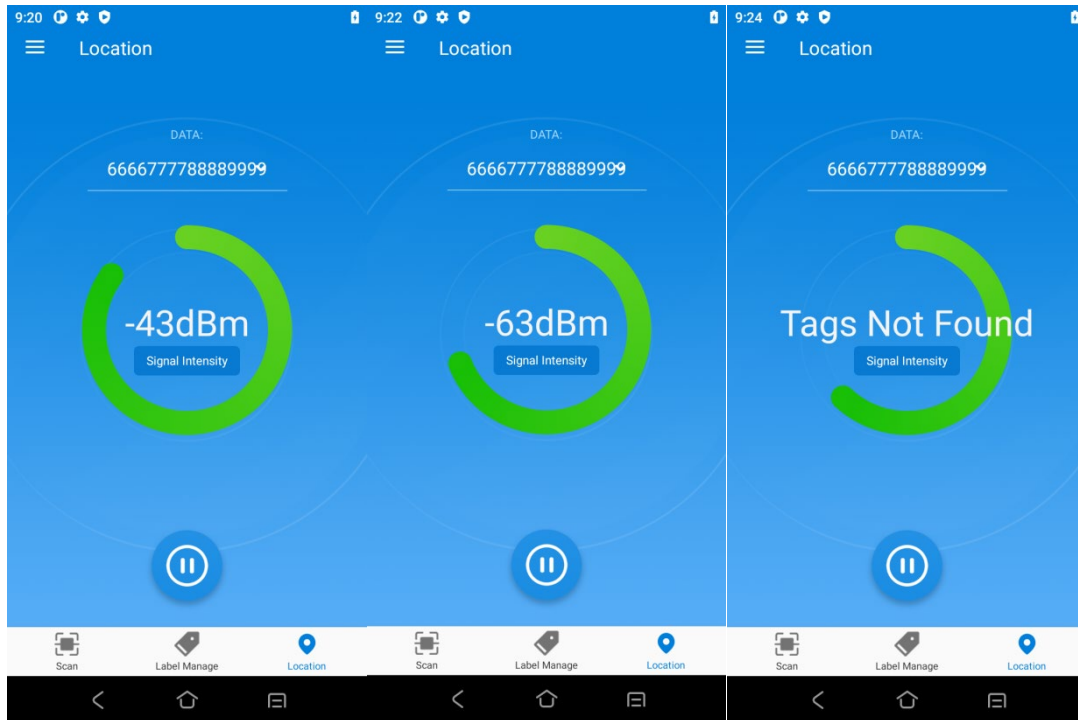 9:20
Location
DATA:
6666777788889999
-43dBm
Signal Intensity
Scan
Label Manage
Location
9:22
Location
DATA:
6666777788889999
-63dBm
Signal Intensity
Scan
Label Manage
Location
9:24
Location
DATA:
6666777788889999
Tags Not Found
Signal Intensity
Scan
Label Manage
Location